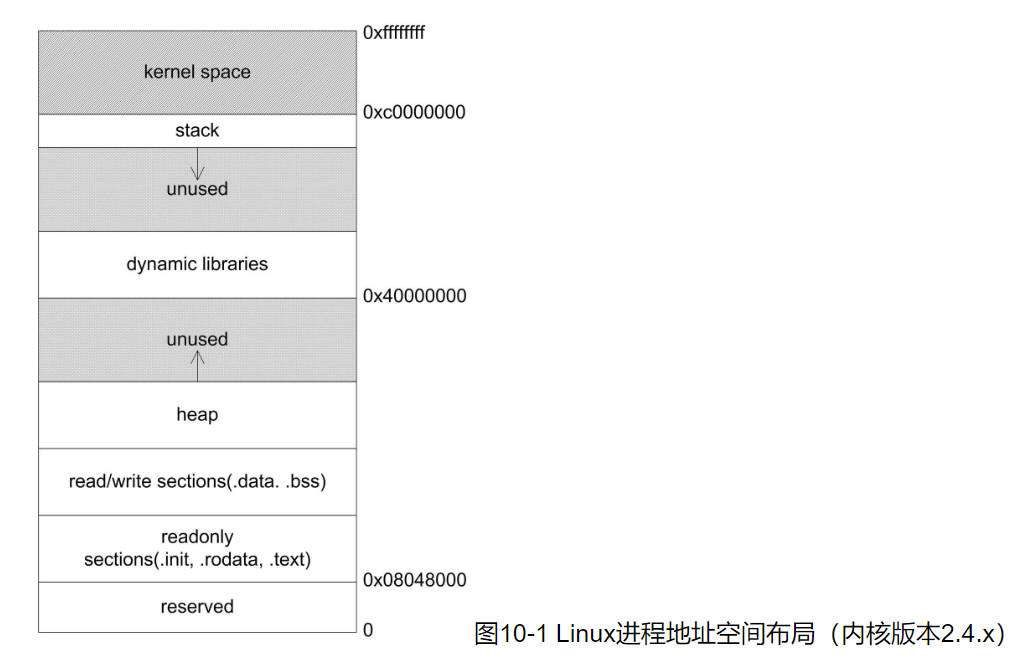 0xffffffff
kernel space
0xc0000000
stack
unused
dynamic libraries
0x40000000
unused
heap
read/write sections(.data. .bss)
readonly
sections(.init, .rodata, .text)
0x08048000
reserved
0
图10-1 Linux进程地址空间布局（内核版本2.4.x）